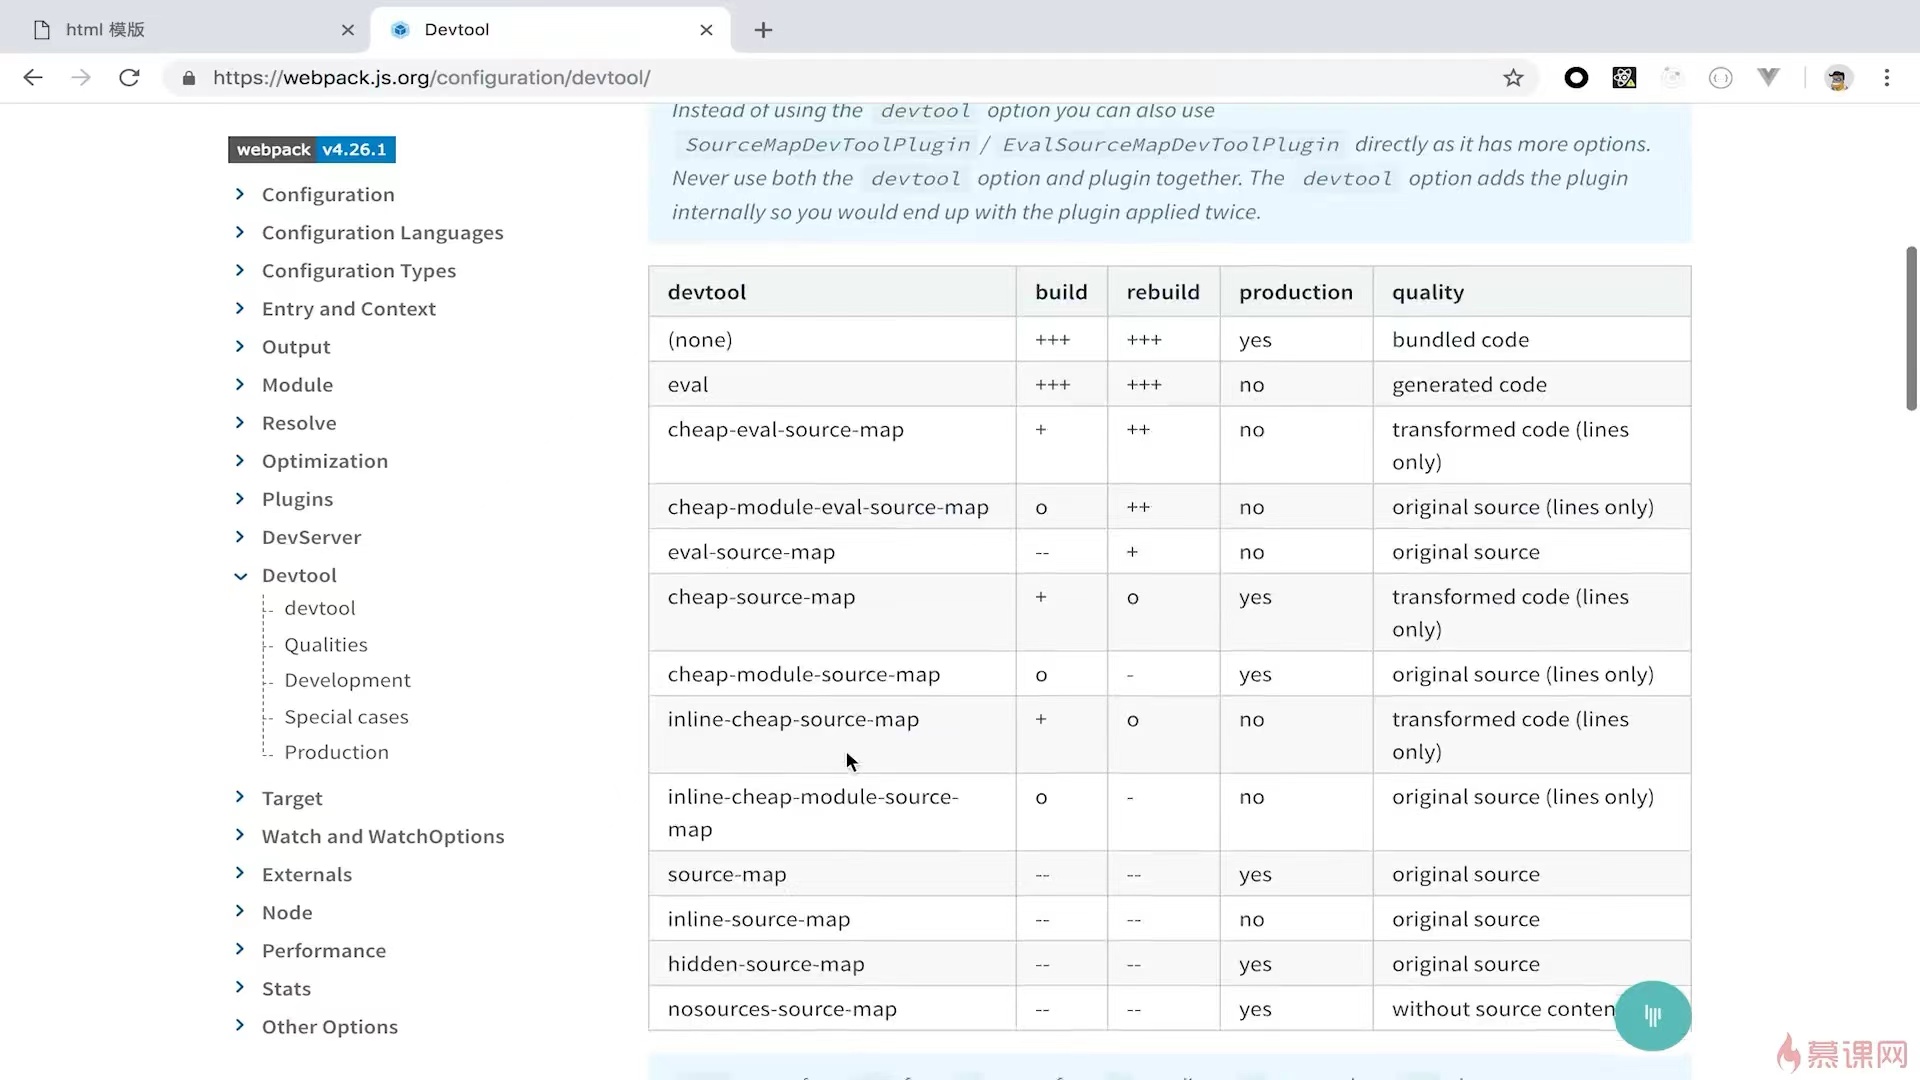 html 模版
Devtool
https://webpack.js.org/configuration/devtool/
webpack v4.26.1
Configuration
Configuration Languages
Configuration Types
Entry and Context
Output
Module
Resolve
Optimization
Plugins
DevServer
Devtool
devtool
Qualities
Development
Special cases
Production
Target
Watch and WatchOptions
Externals
Node
Performance
Stats
Other Options
Instead of using the devtool option you can also use
SourceMapDevToolPlugin / EvalSourceMapDevToolPlugin directly as it has more options.
Never use both the devtool option and plugin together. The devtool option adds the plugin
internally so you would end up with the plugin applied twice.
devtool build rebuild production quality
(none) +++ +++ yes bundled code
eval +++ +++ no generated code
cheap-eval-source-map + ++ no transformed code (lines
only)
cheap-module-eval-source-map o ++ no original source (lines only)
eval-source-map -- + no original source
cheap-source-map + o yes transformed code (lines
only)
cheap-module-source-map o - yes original source (lines only)
inline-cheap-source-map + o no transformed code (lines
only)
inline-cheap-module-source- o - no original source (lines only)
map
source-map -- -- yes original source
inline-source-map -- -- no original source
hidden-source-map -- -- yes original source
nosources-source-map -- -- yes without source conten
慕课网